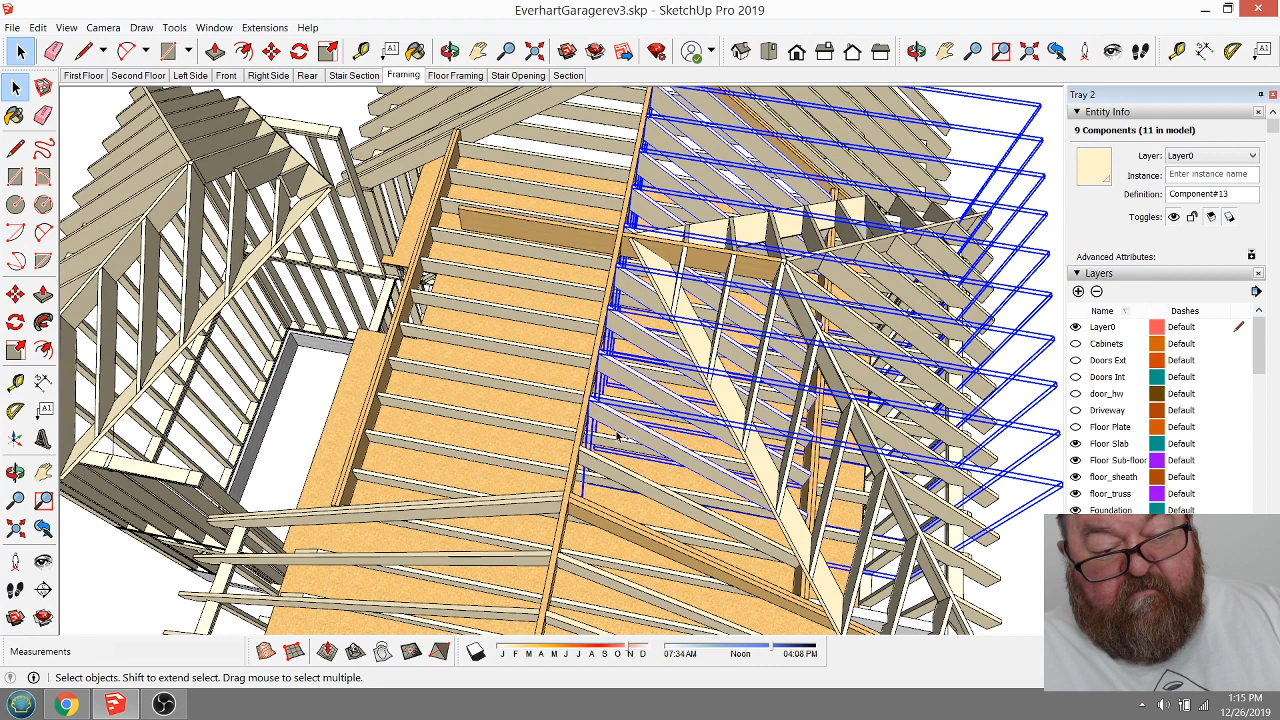 EverhartGaragerev3.skp - SketchUp Pro 2019
File Edit View Camera Draw Tools Window Extensions Help
First Floor Second Floor Left Side Front Right Side Rear Stair Section Framing Floor Framing Stair Opening Section
Tray 2
Entity Info
9 Components (11 in model)
Layer: Layer0
Instance: Enter instance name
Definition: Component#13
Toggles:
Advanced Attributes:
Layers
Name Dashes
Layer0 Default
Cabinets Default
Doors Ext Default
Doors Int Default
door_hw Default
Driveway Default
Floor Plate Default
Floor Slab Default
Floor Sub-floor Default
floor_sheath Default
floor_truss Default
Foundation Default
Measurements
J F M A M J J A S O N D
07:34 AM Noon 04:08 PM
Select objects. Shift to extend select. Drag mouse to select multiple.
1:15 PM
12/26/2019